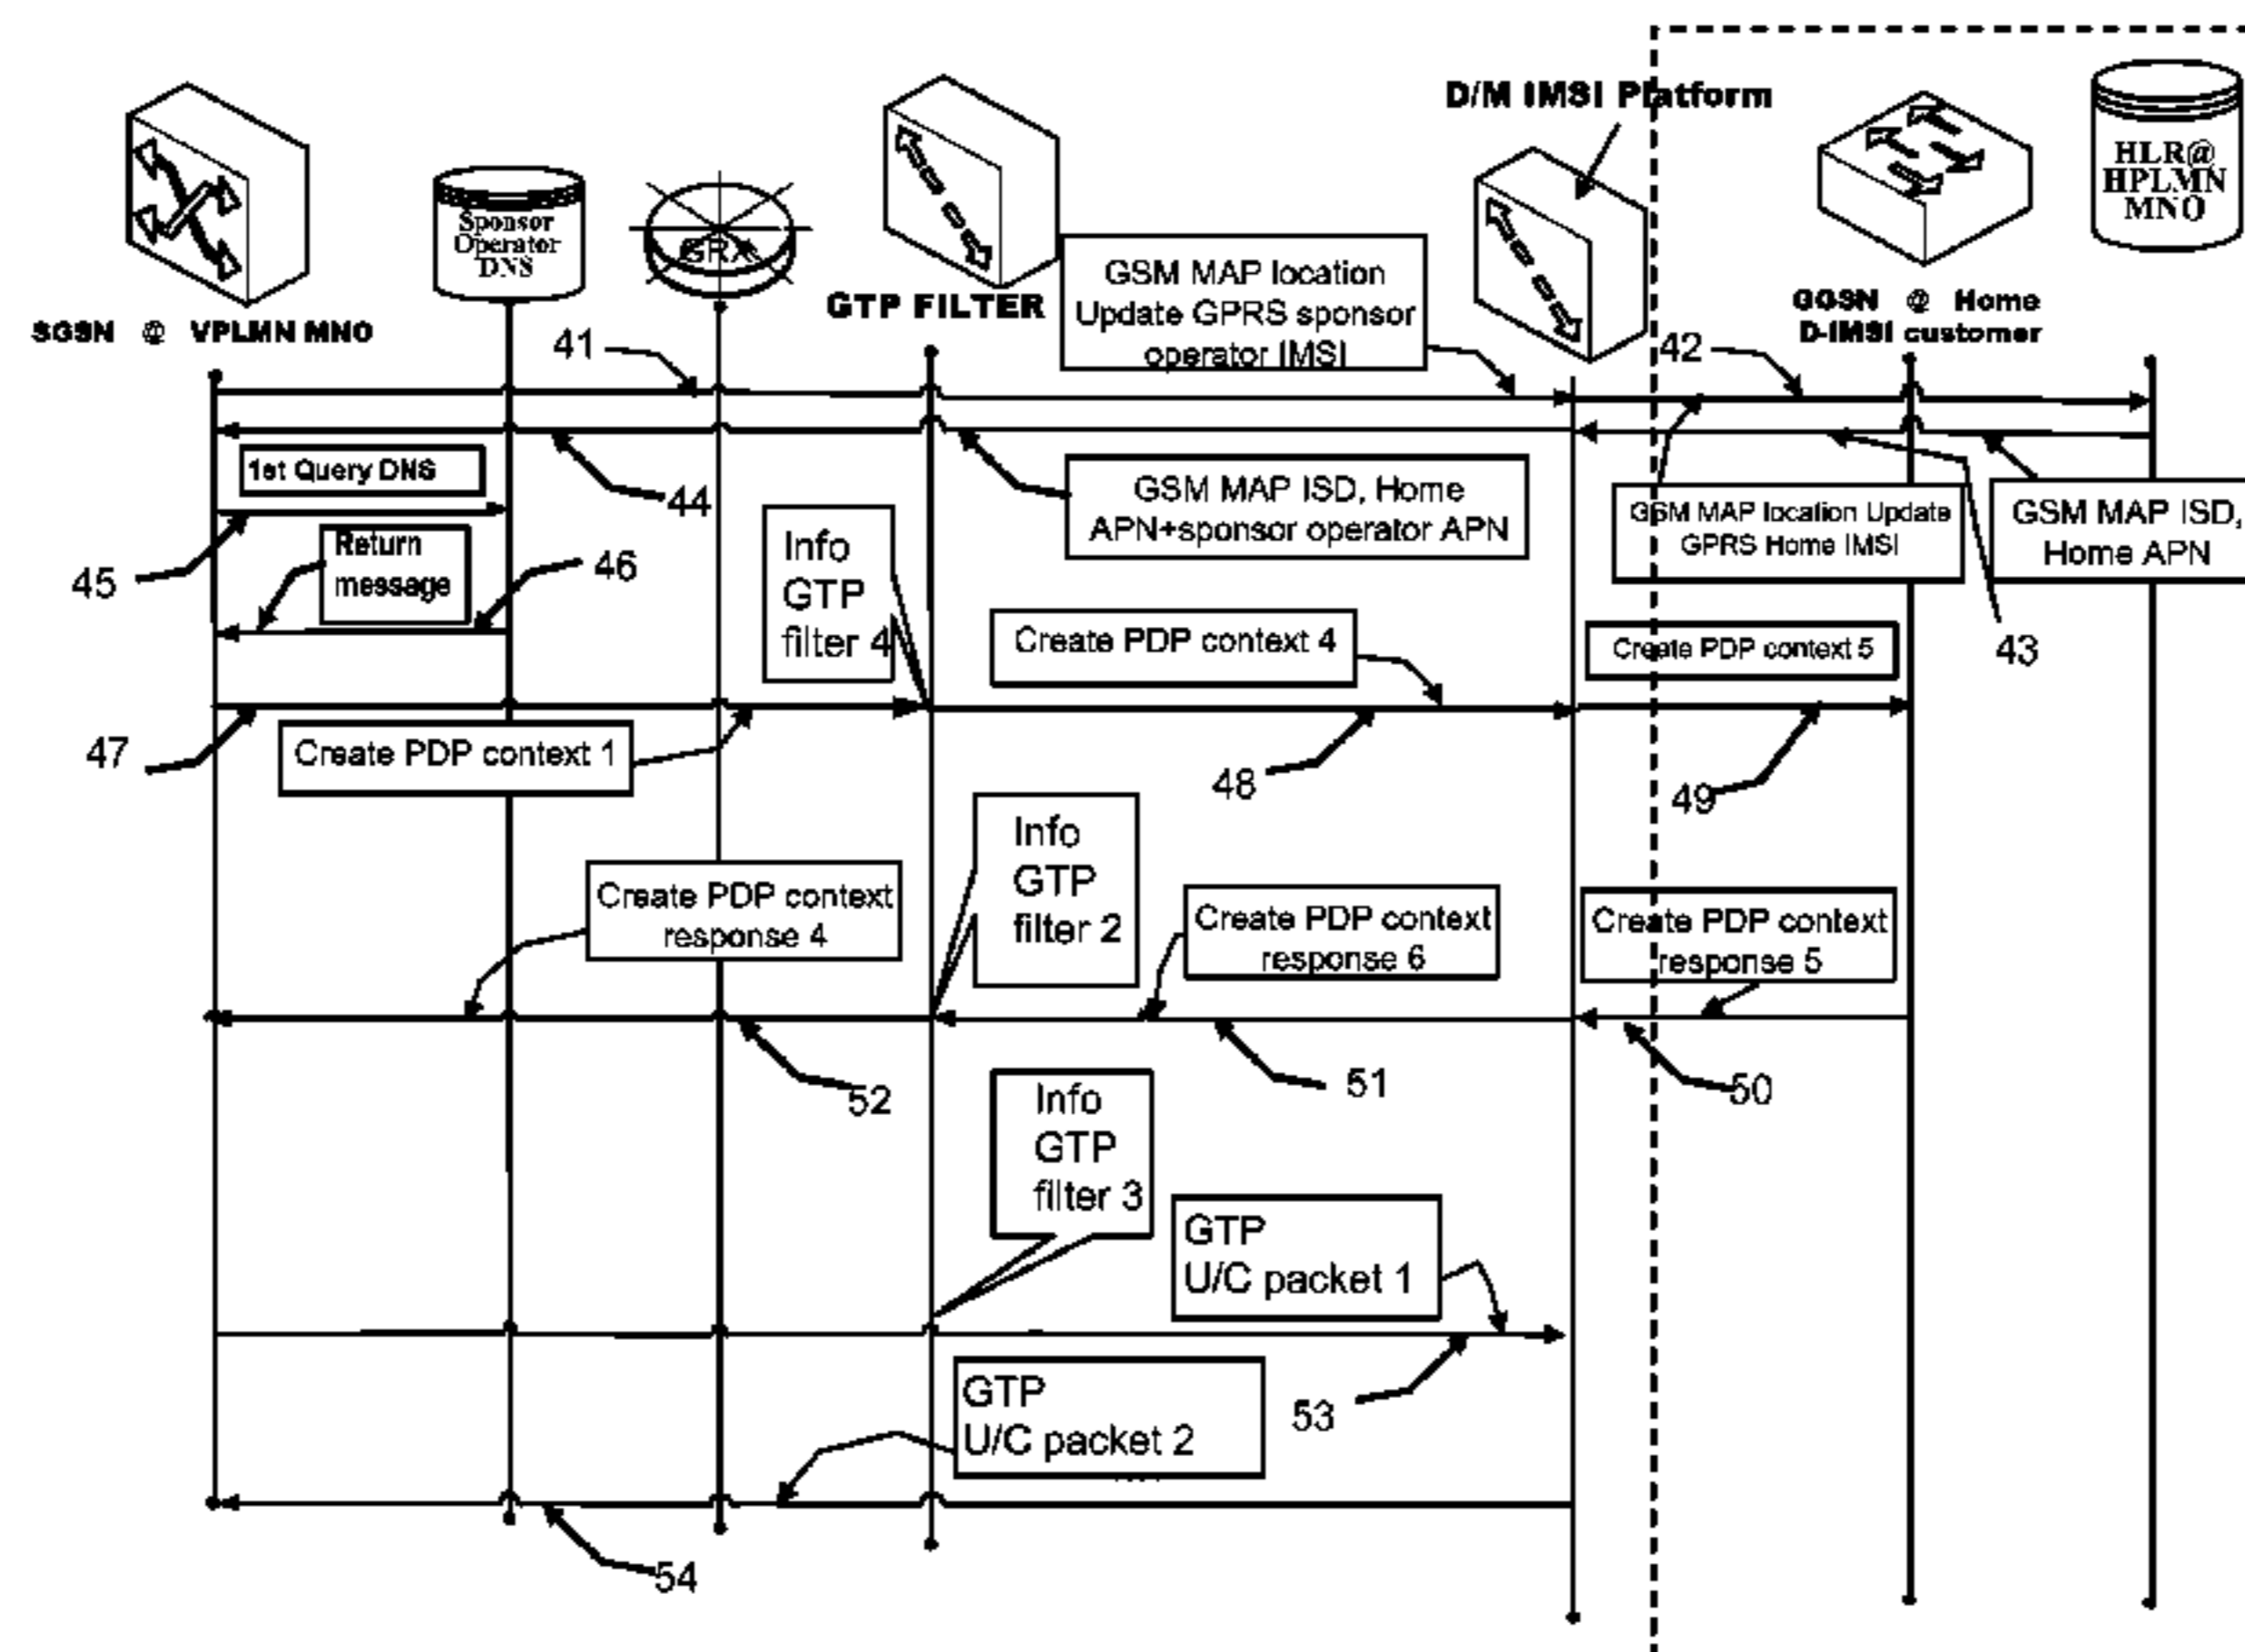 D/M IMSI Platform
HLR@
HPLMN
MNO
Sponsor
Operator
DNS
GRX
SGSN @ VPLMN MNO
GTP FILTER
GSM MAP location
Update GPRS sponsor
operator IMSI
GGSN @ Home
D-IMSI customer
41
42
1st Query DNS
44
GSM MAP ISD, Home
APN+sponsor operator APN
GSM MAP location Update
GPRS Home IMSI
GSM MAP ISD,
Home APN
45
Return
message
46
Info
GTP
filter 4
Create PDP context 4
Create PDP context 5
43
47
Create PDP context 1
48
49
Info
GTP
filter 2
Create PDP context
response 4
Create PDP context
response 6
Create PDP context
response 5
52
51
50
Info
GTP
filter 3
GTP
U/C packet 1
53
GTP
U/C packet 2
54